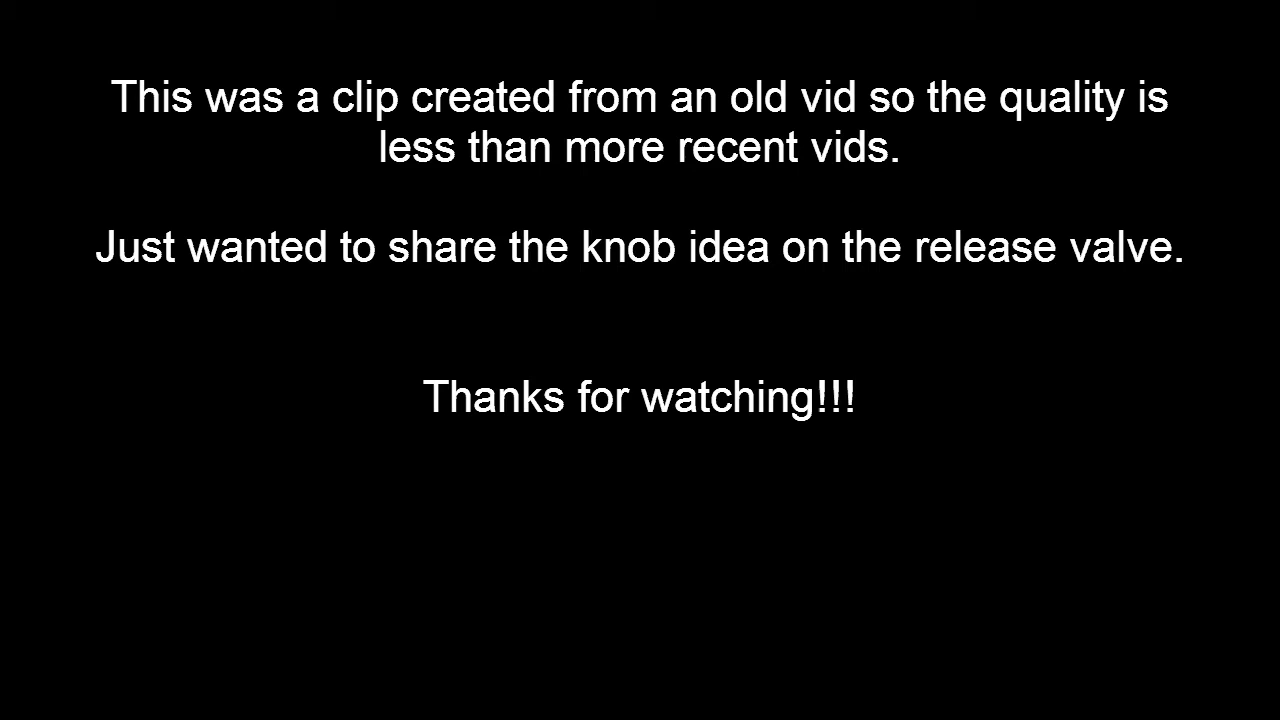 This was a clip created from an old vid so the quality is
less than more recent vids.
Just wanted to share the knob idea on the release valve.
Thanks for watching!!!